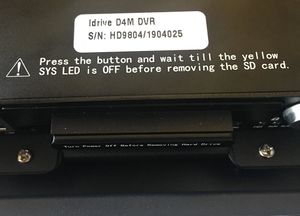 Idrive D4M DVR
S/N: HD9804/1904025
Press the button and wait till the yellow
SYS LED is OFF before removing the SD card.
Turn Power Off Before Removing Hard Drive